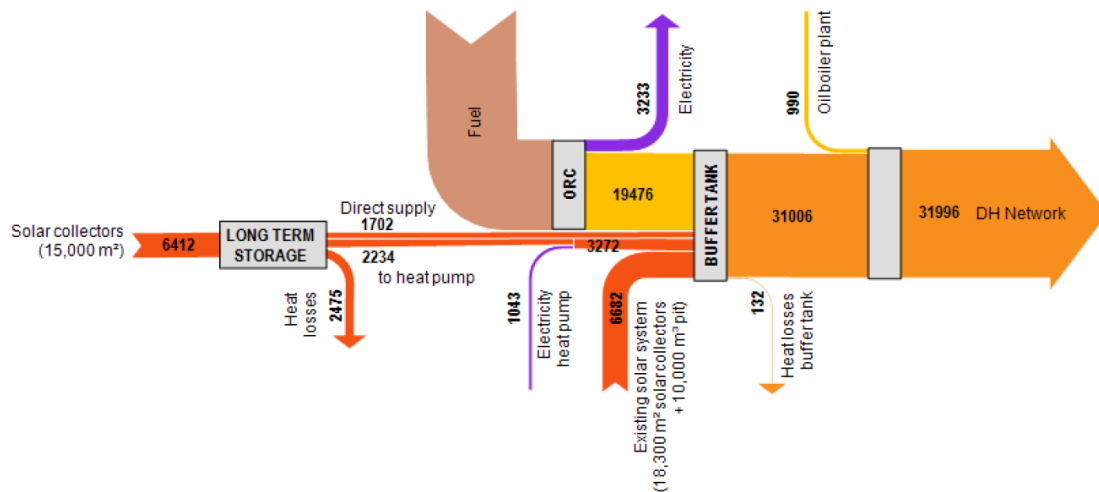 Fuel
3233
Electricity
990
Oil boiler plant
ORC
19476
BUFFER TANK
31006
31996
DH Network
Solar collectors
(15,000 m²)
6412
LONG TERM
STORAGE
Direct supply
1702
2234
to heat pump
3272
Heat
losses
2475
1043
Electricity
heat pump
6682
Existing solar system
(18,300 m² solar collectors
+ 10,000 m³ pit)
132
Heat losses
buffer tank